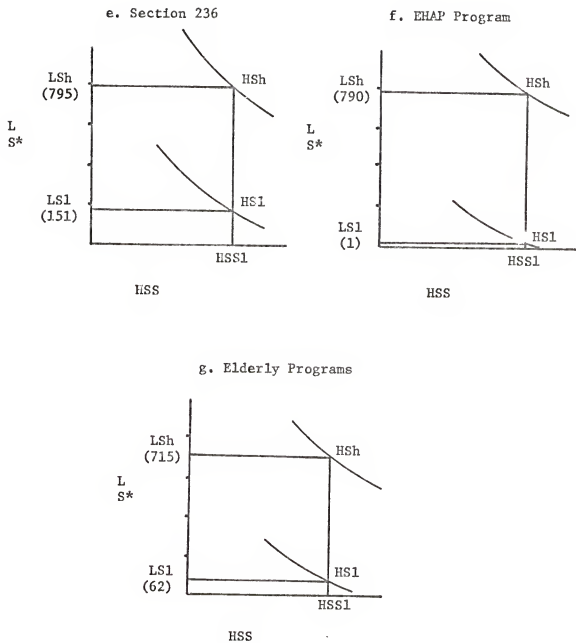 e. Section 236
LSh
(795)
HSh
L
S*
LS1
(151)
HS1
HSS1
HSS
f. EHAP Program
LSh
(790)
HSh
L
S*
LS1
(1)
HS1
HSS1
HSS
g. Elderly Programs
LSh
(715)
HSh
L
S*
LS1
(62)
HS1
HSS1
HSS